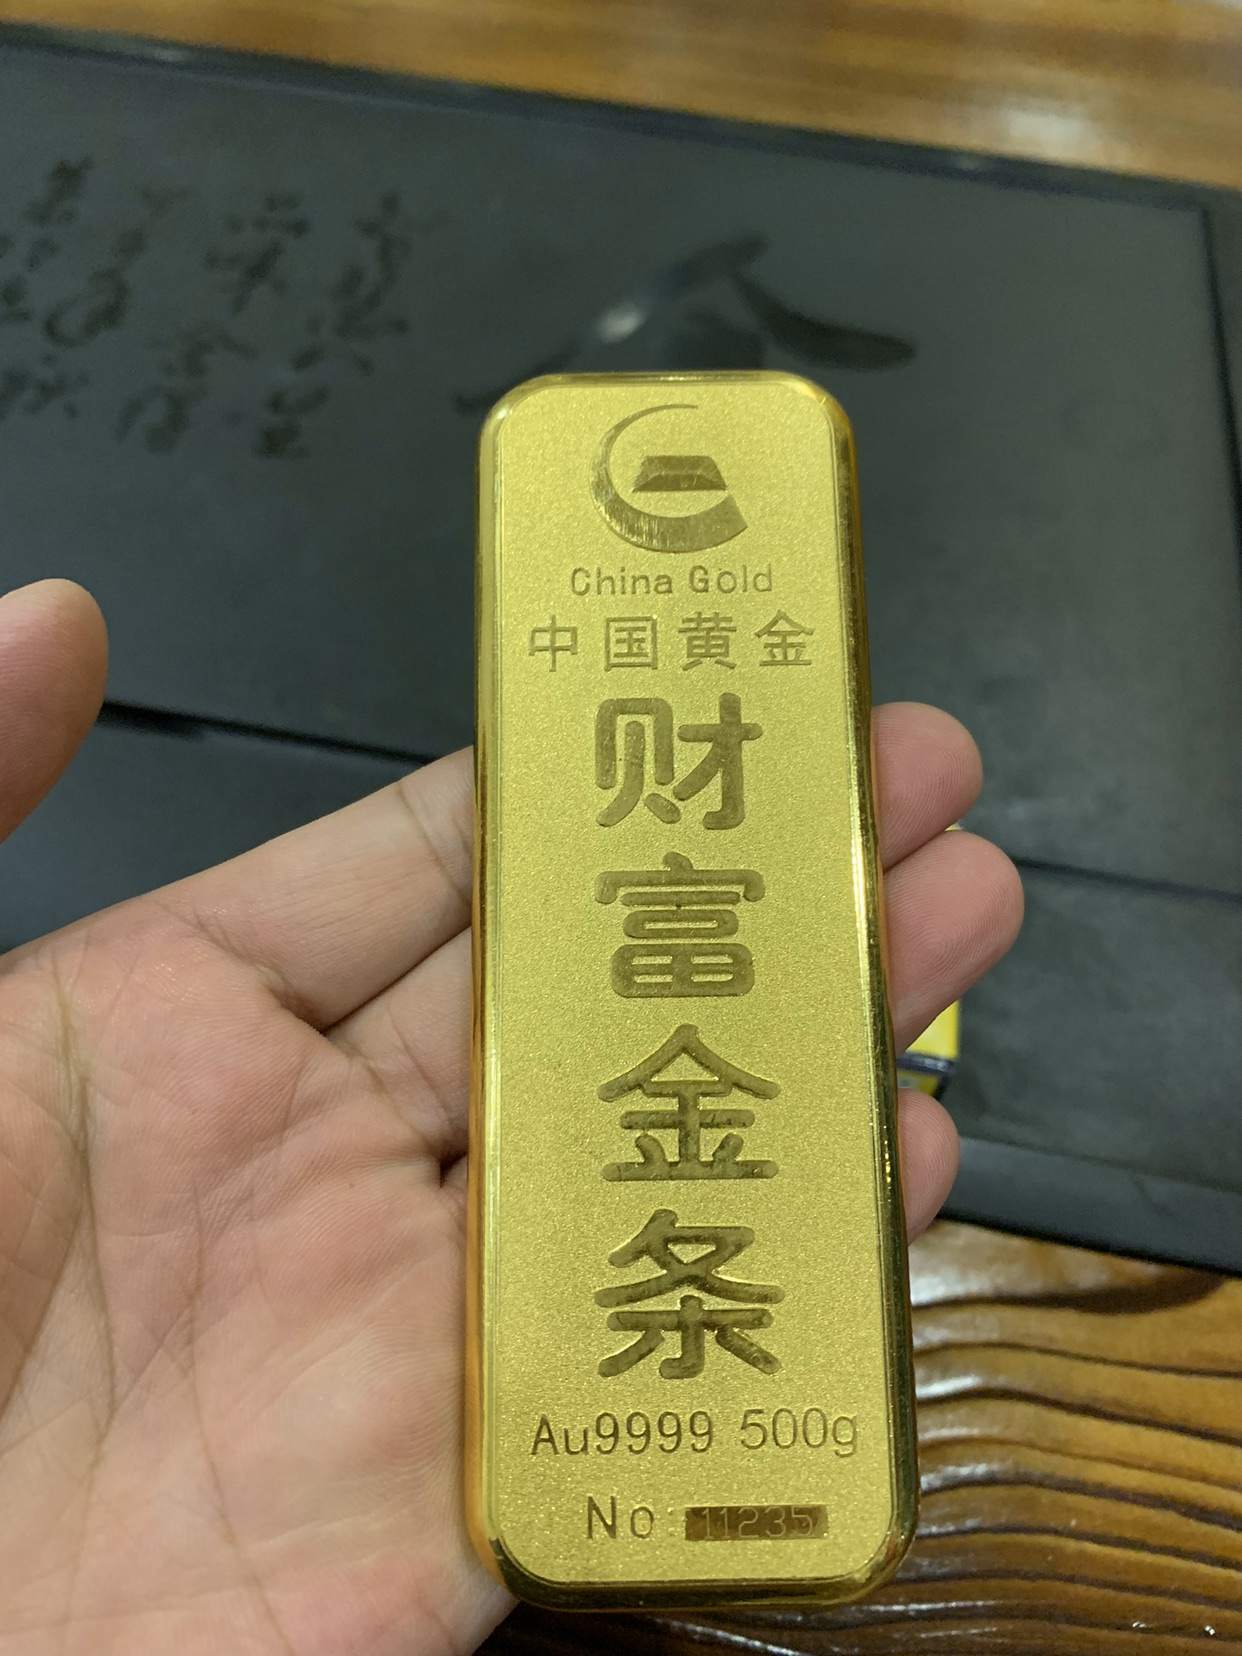 China Gold
中国黄金
财富金条
Au9999 500g
No 11235